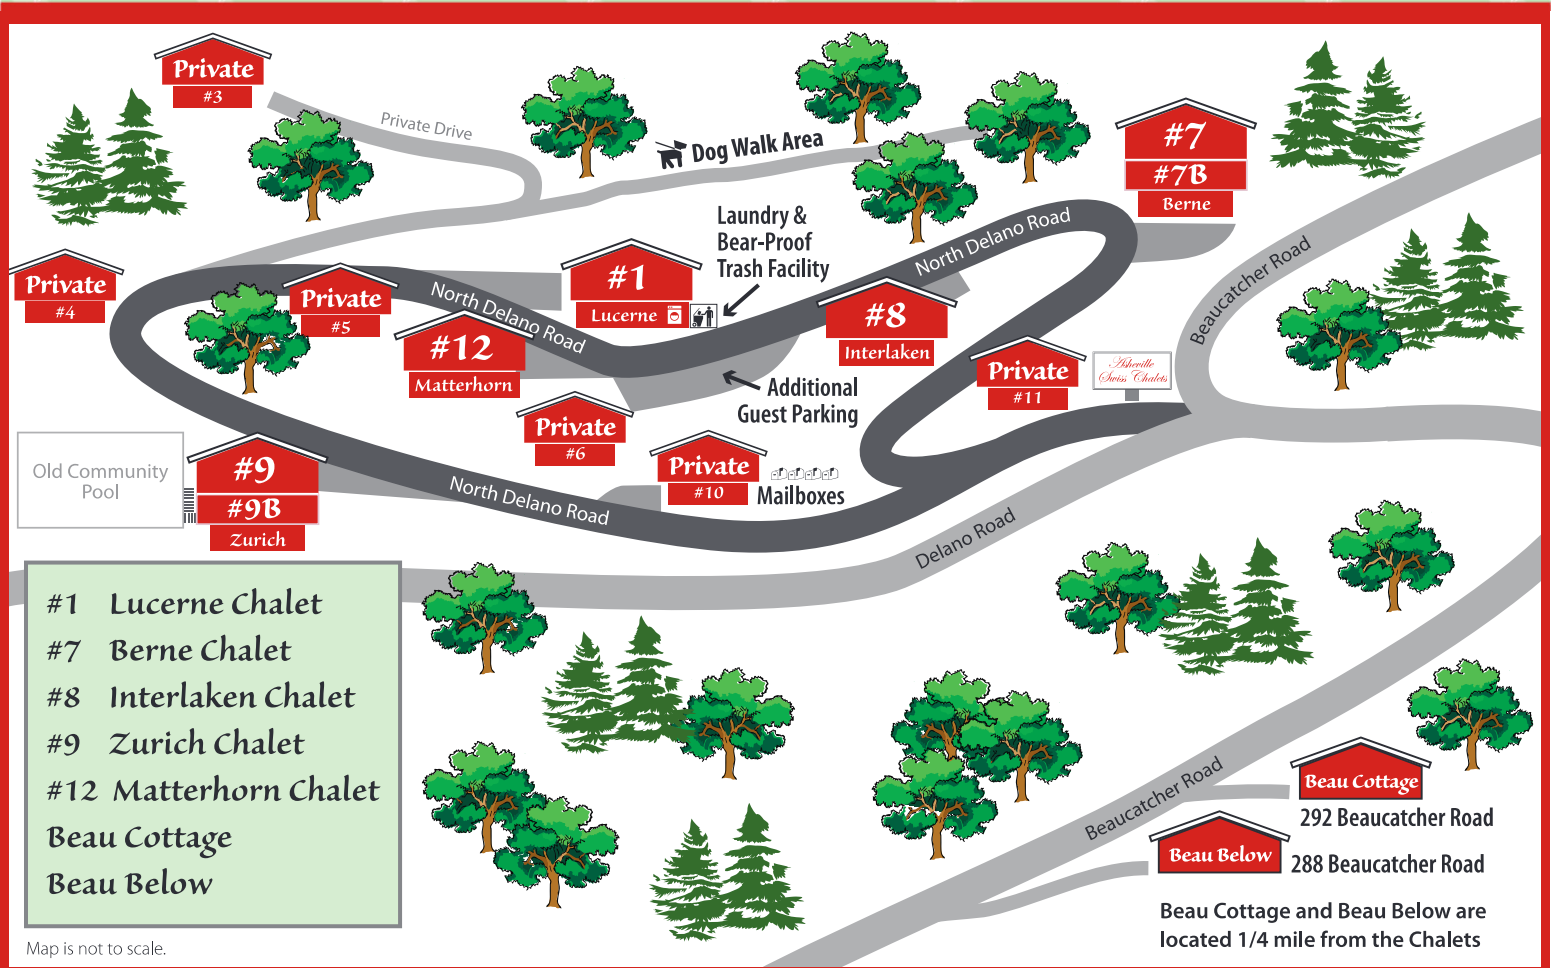 Private
#3
Private Drive
Dog Walk Area
#7
#7B
Berne
Laundry &
Bear-Proof
Trash Facility
North Delano Road
Beaucatcher Road
Private
#4
Private
#5
#1
Lucerne
North Delano Road
#12
Matterhorn
#8
Interlaken
Private
#11
Asheville
Swiss Chalets
Additional
Guest Parking
Private
#6
Private
#10
Mailboxes
Old Community
Pool
#9
#9B
Zurich
North Delano Road
Delano Road
#1 Lucerne Chalet
#7 Berne Chalet
#8 Interlaken Chalet
#9 Zurich Chalet
#12 Matterhorn Chalet
Beau Cottage
Beau Below
Map is not to scale.
Beaucatcher Road
Beau Cottage
292 Beaucatcher Road
Beau Below
288 Beaucatcher Road
Beau Cottage and Beau Below are
located 1/4 mile from the Chalets